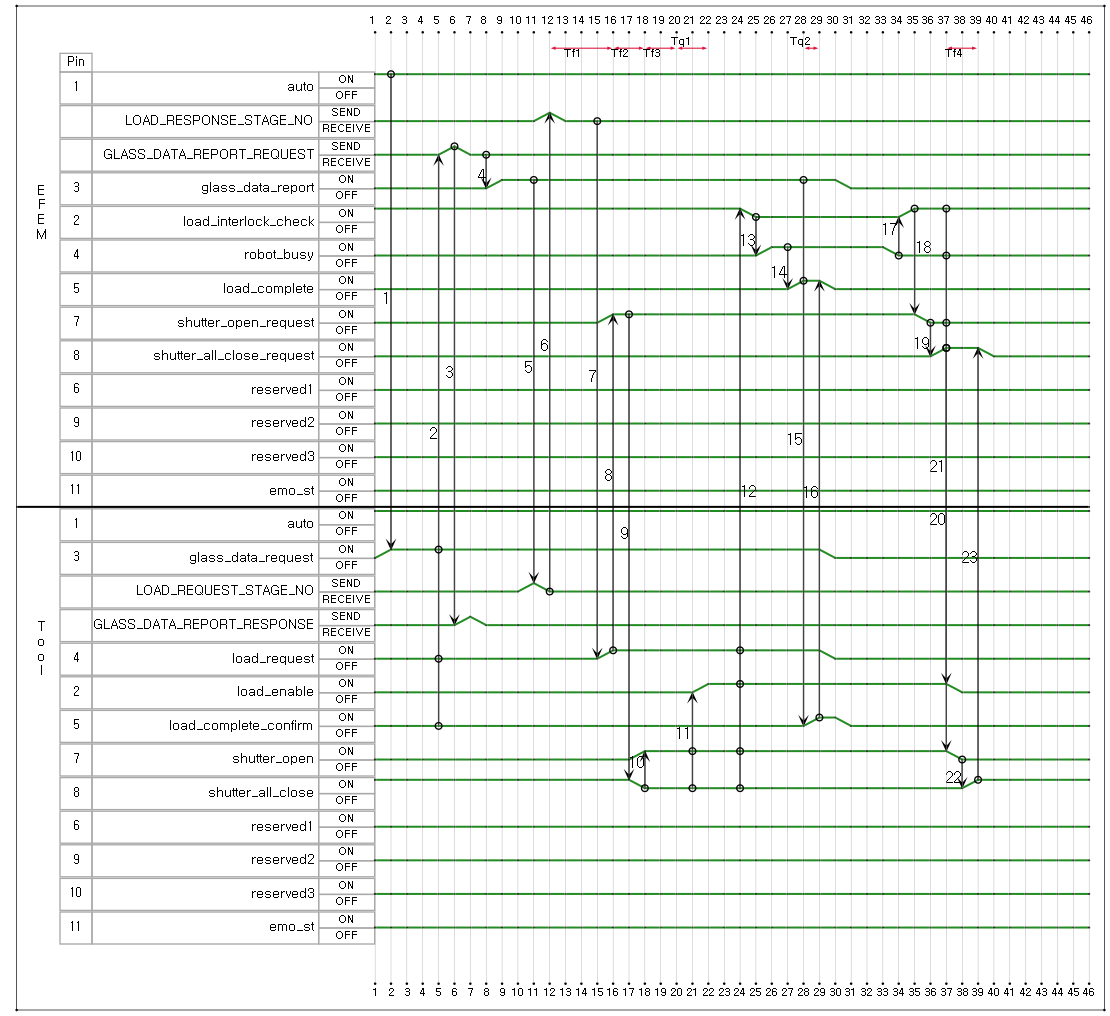 1 2 3 4 5 6 7 8 9 10 11 12 13 14 15 16 17 18 19 20 21 22 23 24 25 26 27 28 29 30 31 32 33 34 35 36 37 38 39 40 41 42 43 44 45 46
Tq1 Tq2
Tf1 Tf2 Tf3 Tf4
Pin
EFEM
1 auto ON OFF
LOAD_RESPONSE_STAGE_NO SEND RECEIVE
GLASS_DATA_REPORT_REQUEST SEND RECEIVE
3 glass_data_report ON OFF
2 load_interlock_check ON OFF
4 robot_busy ON OFF
5 load_complete ON OFF
7 shutter_open_request ON OFF
8 shutter_all_close_request ON OFF
6 reserved1 ON OFF
9 reserved2 ON OFF
10 reserved3 ON OFF
11 emo_st ON OFF
4
17
13 18
14
1
6 19
5
3 7
2 15
21
8
12 16
20
9
23
11
10
22
Tool
1 auto ON OFF
3 glass_data_request ON OFF
LOAD_REQUEST_STAGE_NO SEND RECEIVE
GLASS_DATA_REPORT_RESPONSE SEND RECEIVE
4 load_request ON OFF
2 load_enable ON OFF
5 load_complete_confirm ON OFF
7 shutter_open ON OFF
8 shutter_all_close ON OFF
6 reserved1 ON OFF
9 reserved2 ON OFF
10 reserved3 ON OFF
11 emo_st ON OFF
1 2 3 4 5 6 7 8 9 10 11 12 13 14 15 16 17 18 19 20 21 22 23 24 25 26 27 28 29 30 31 32 33 34 35 36 37 38 39 40 41 42 43 44 45 46